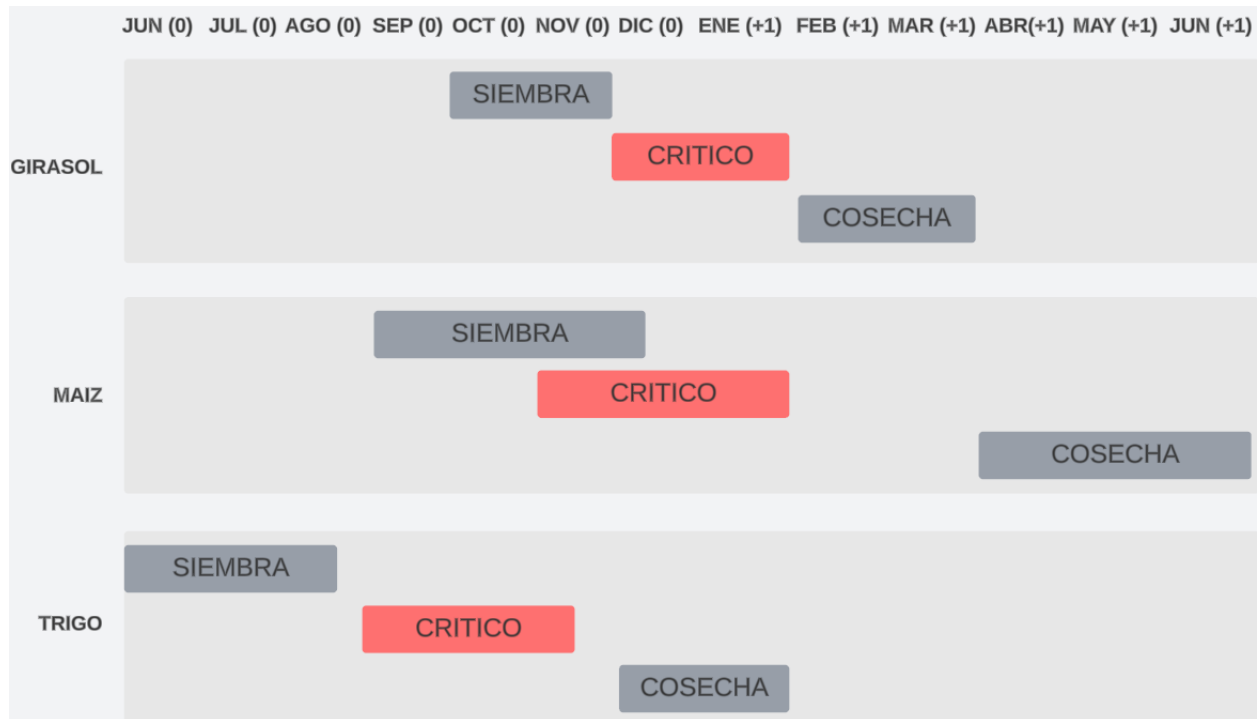 JUN (0) JUL (0) AGO (0) SEP (0) OCT (0) NOV (0) DIC (0) ENE (+1) FEB (+1) MAR (+1) ABR(+1) MAY (+1) JUN (+1)
SIEMBRA
CRITICO
GIRASOL
COSECHA
SIEMBRA
CRITICO
MAIZ
COSECHA
SIEMBRA
CRITICO
TRIGO
COSECHA